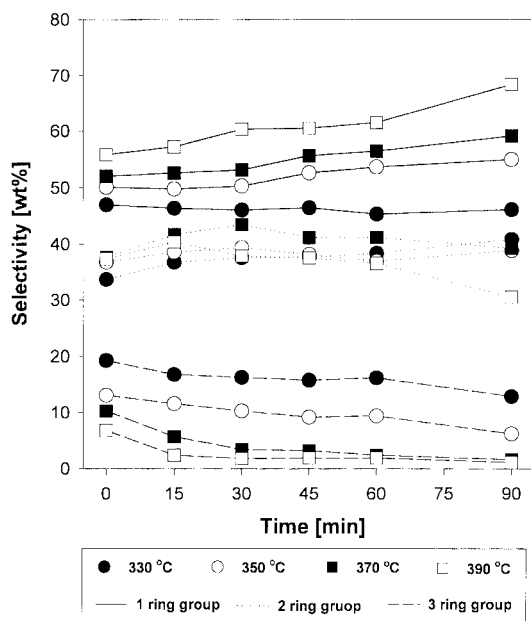 80
70
60
50
40
30
20
10
0
Selectivity [wt%]
0 15 30 45 60 75 90
Time [min]
330 °C 350 °C 370 °C 390 °C
1 ring group 2 ring gruop 3 ring group